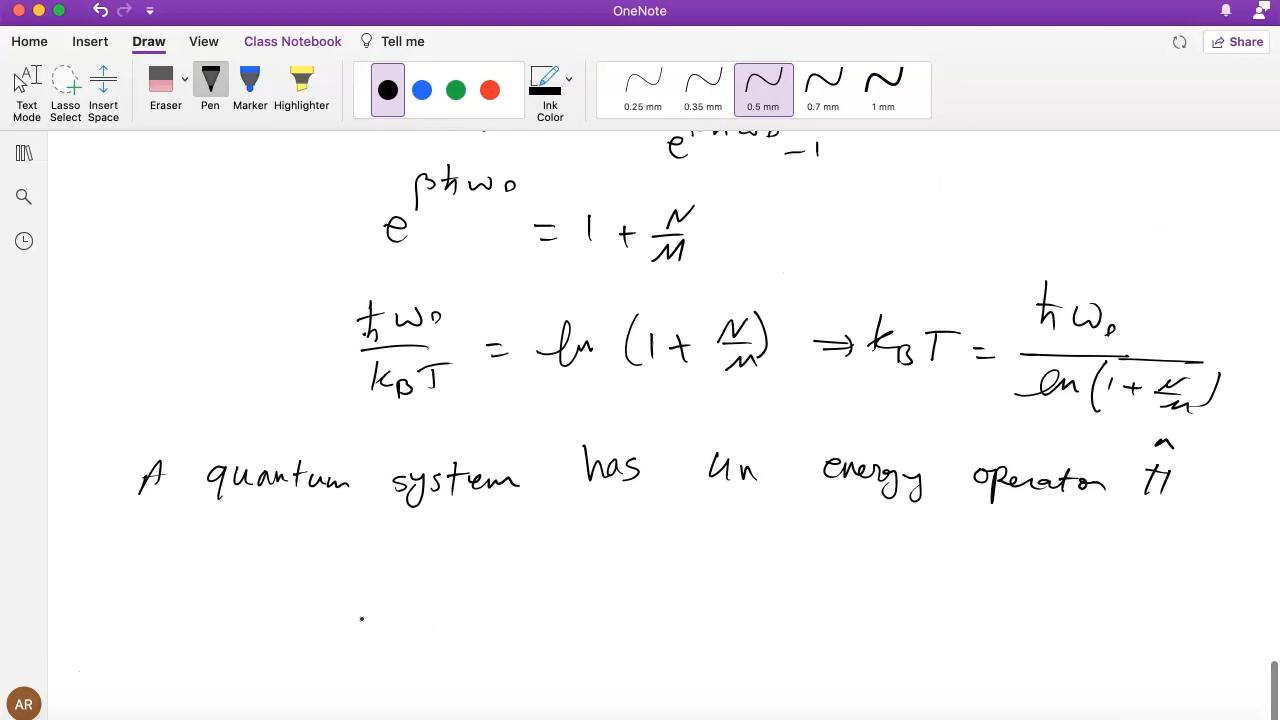 OneNote
Home Insert Draw View Class Notebook Tell me Share
Text Mode Lasso Select Insert Space Eraser Pen Marker Highlighter Ink Color 0.25 mm 0.35 mm 0.5 mm 0.7 mm 1 mm
e^{βħω₀} = 1 + N/M
ħω₀/k_BT = ln (1 + N/M) ⇒ k_BT = ħω₀/ln(1 + N/M)
A quantum system has an energy operator Ĥ
AR